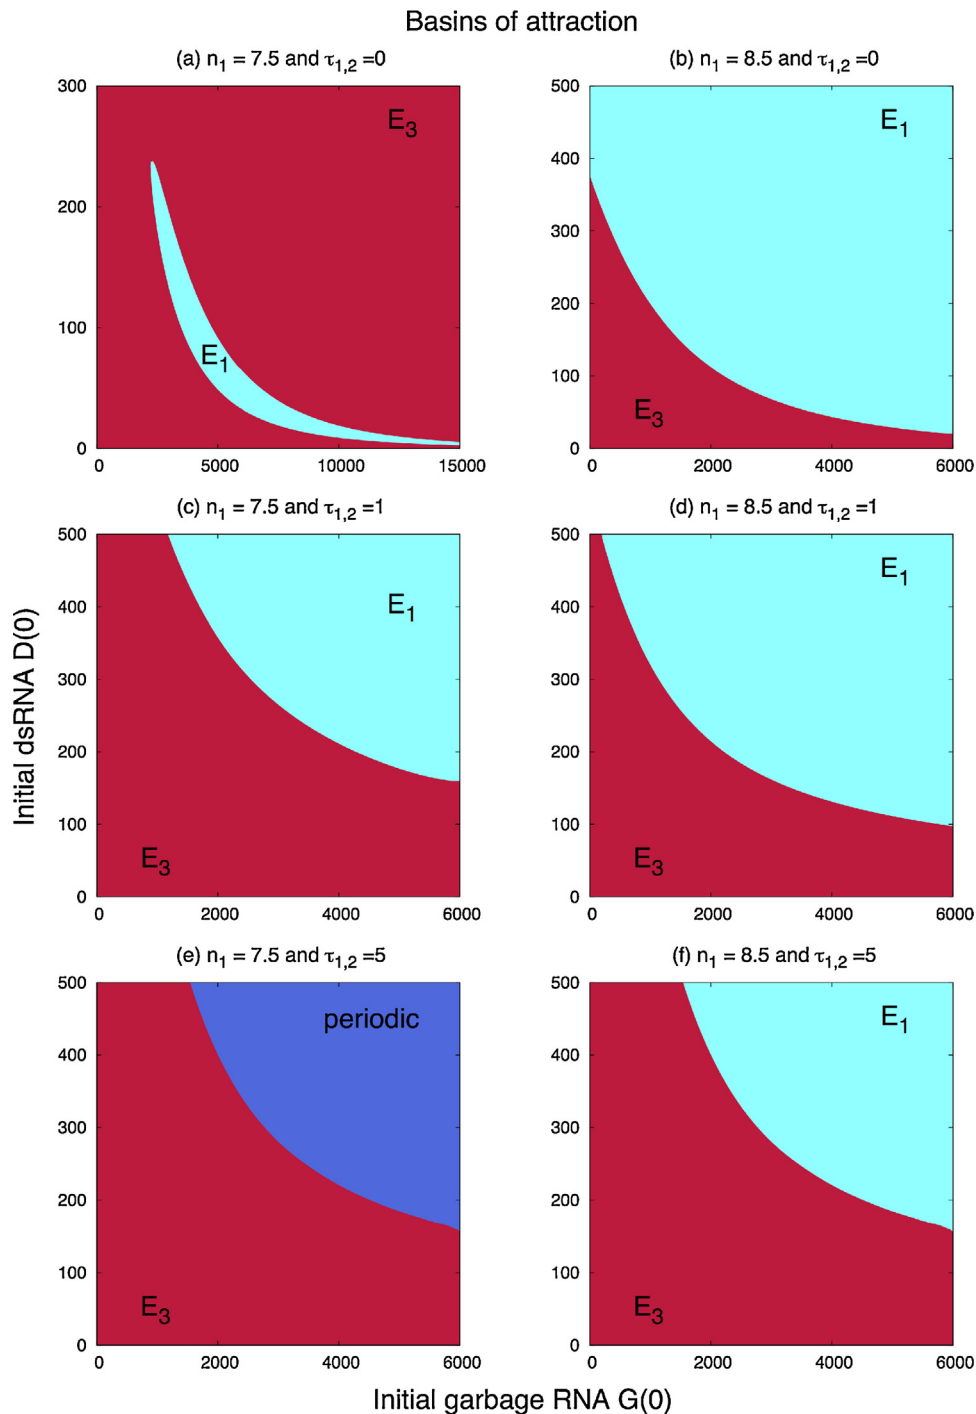 Basins of attraction
(a) n₁ = 7.5 and τ₁,₂ =0
(b) n₁ = 8.5 and τ₁,₂ =0
300
200
100
0
E₃
E₁
0 5000 10000 15000
500
400
300
200
100
0
E₁
E₃
0 2000 4000 6000
(c) n₁ = 7.5 and τ₁,₂ =1
(d) n₁ = 8.5 and τ₁,₂ =1
500
400
300
200
100
0
E₁
E₃
0 2000 4000 6000
500
400
300
200
100
0
E₁
E₃
0 2000 4000 6000
Initial dsRNA D(0)
(e) n₁ = 7.5 and τ₁,₂ =5
(f) n₁ = 8.5 and τ₁,₂ =5
500
400
300
200
100
0
periodic
E₃
0 2000 4000 6000
500
400
300
200
100
0
E₁
E₃
0 2000 4000 6000
Initial garbage RNA G(0)